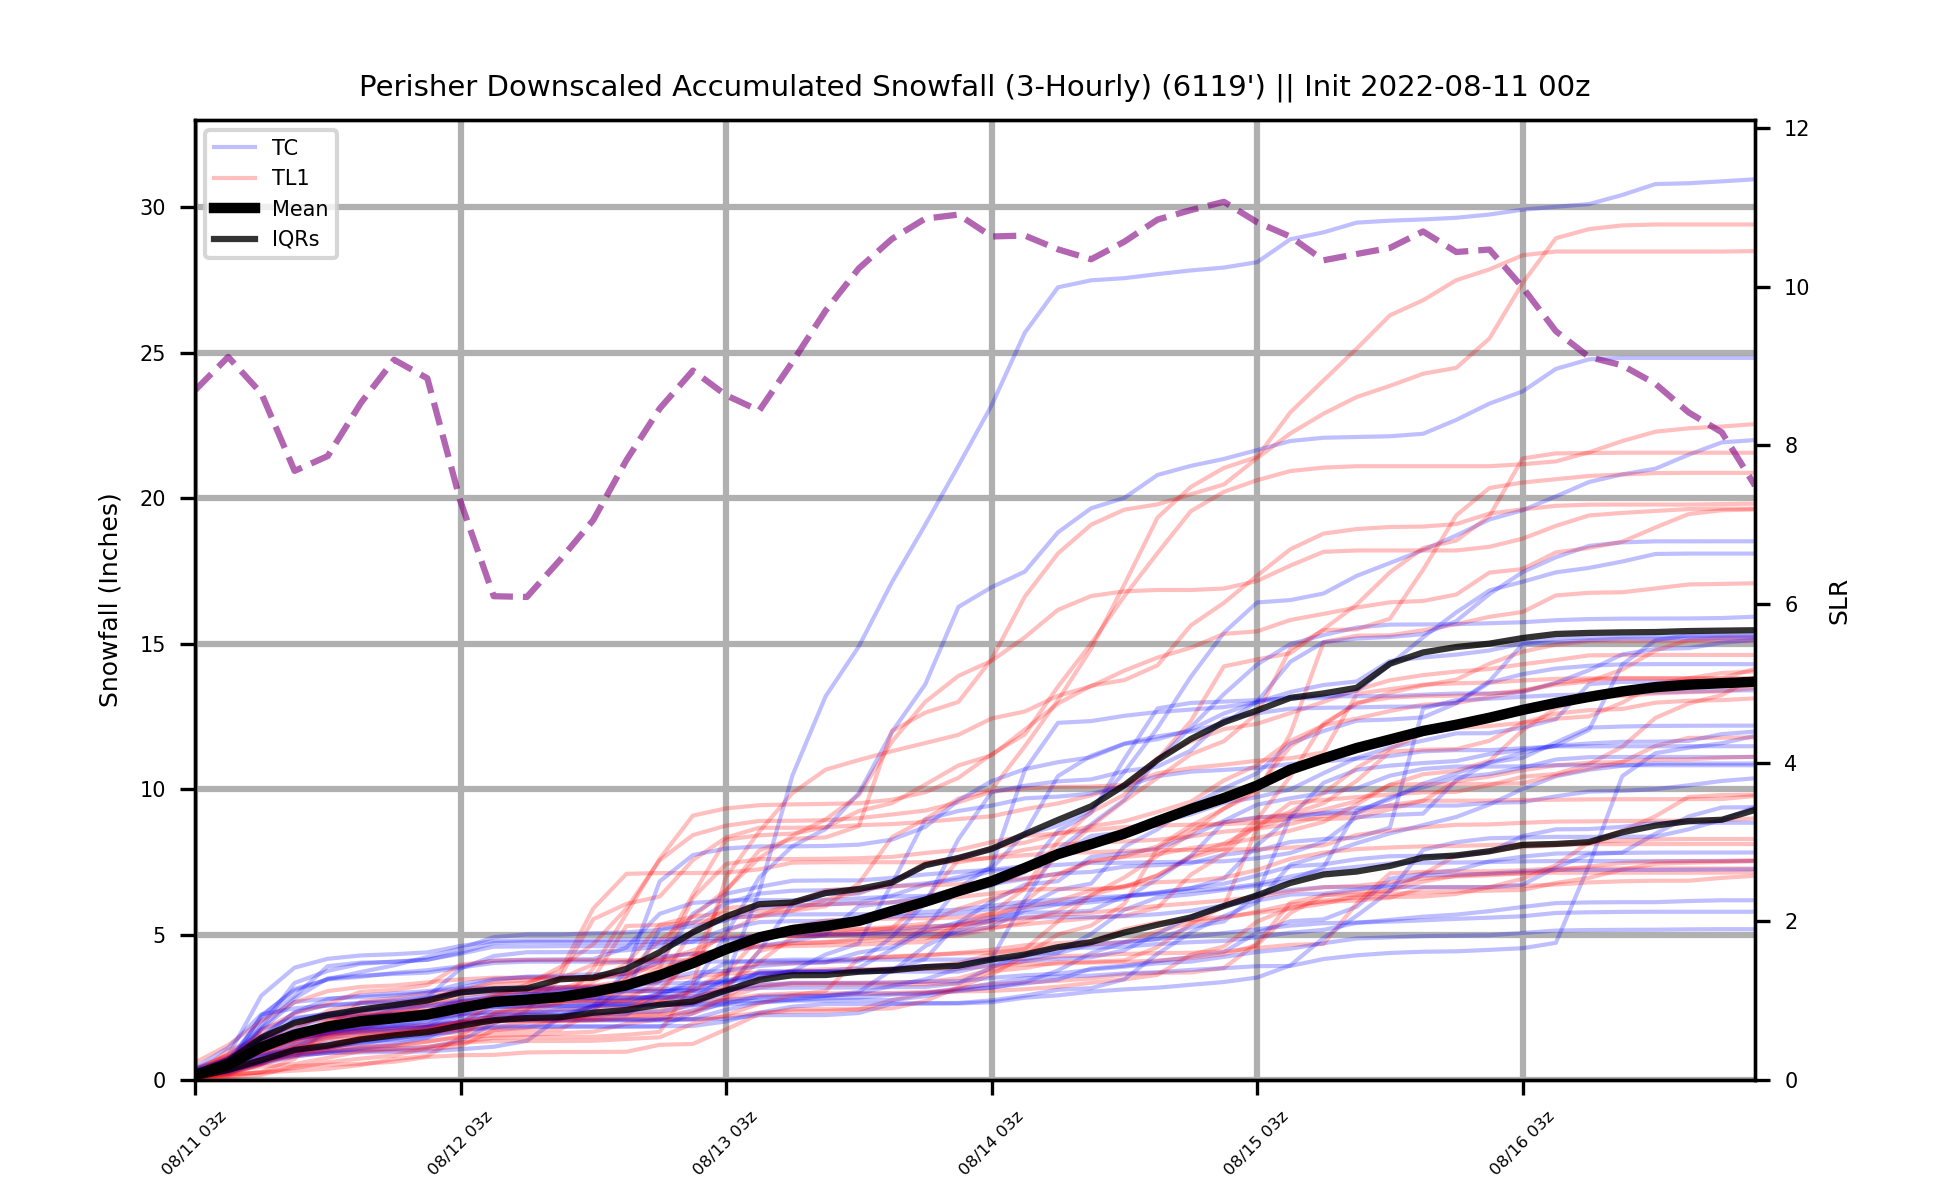 Perisher Downscaled Accumulated Snowfall (3-Hourly) (6119') || Init 2022-08-11 00z
TC
TL1
Mean
IQRs
Snowfall (Inches)
30
25
20
15
10
5
0
12
10
8
6
4
2
0
SLR
08/11 03z
08/12 03z
08/13 03z
08/14 03z
08/15 03z
08/16 03z